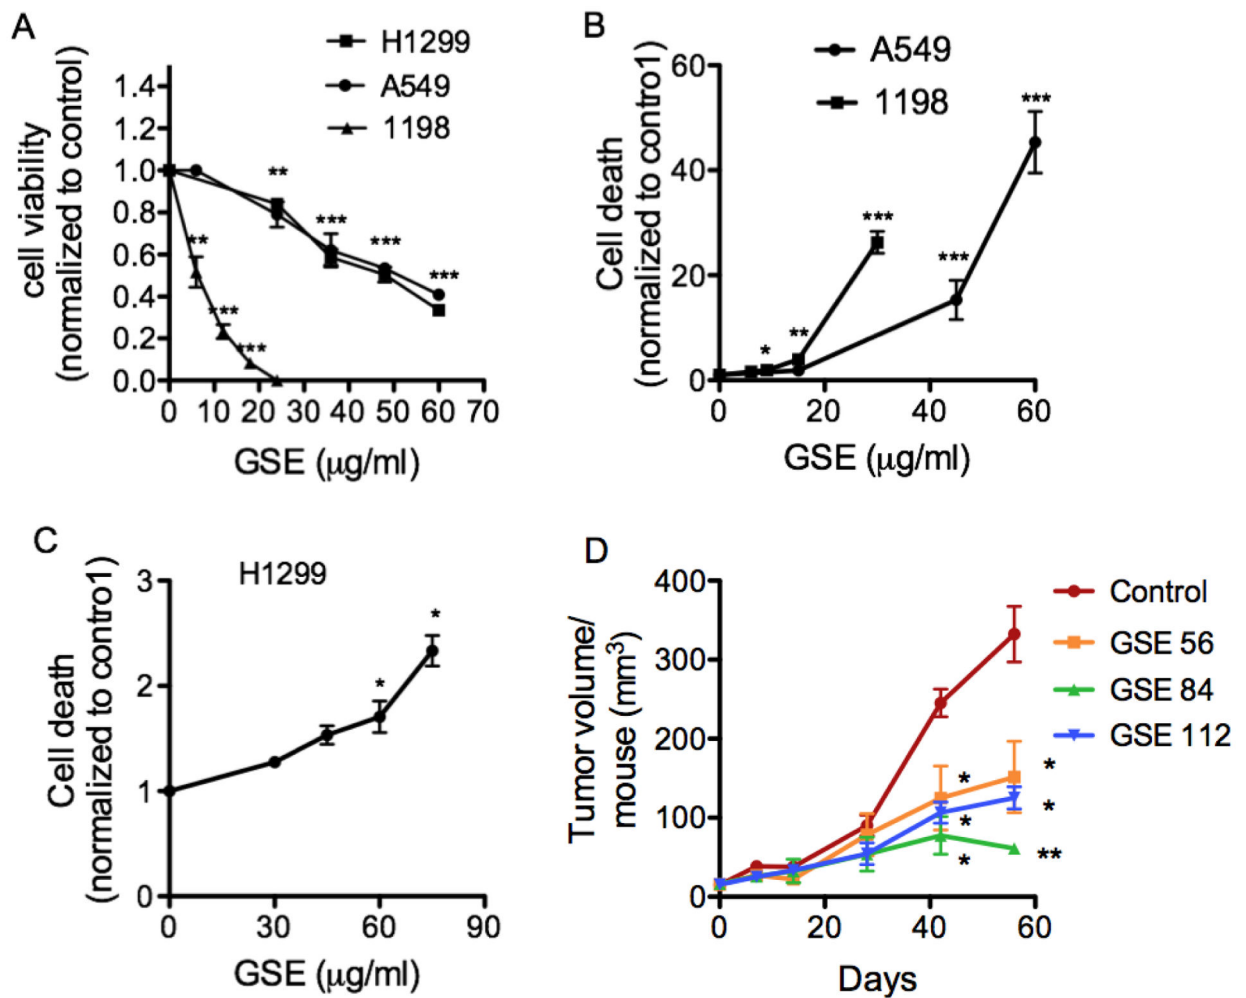 A
H1299
A549
1198
cell viability
(normalized to control)
1.4
1.2
1.0
0.8
0.6
0.4
0.2
0.0
**
***
***
***
**
***
***
0 10 20 30 40 50 60 70
GSE (μg/ml)
B
A549
1198
Cell death
(normalized to contro1)
60
40
20
0
*
**
***
***
***
0 20 40 60
GSE (μg/ml)
C
H1299
Cell death
(normalized to contro1)
3
2
1
0
*
*
0 30 60 90
GSE (μg/ml)
D
Control
GSE 56
GSE 84
GSE 112
Tumor volume/
mouse (mm³)
400
300
200
100
0
*
*
*
*
*
**
0 20 40 60
Days